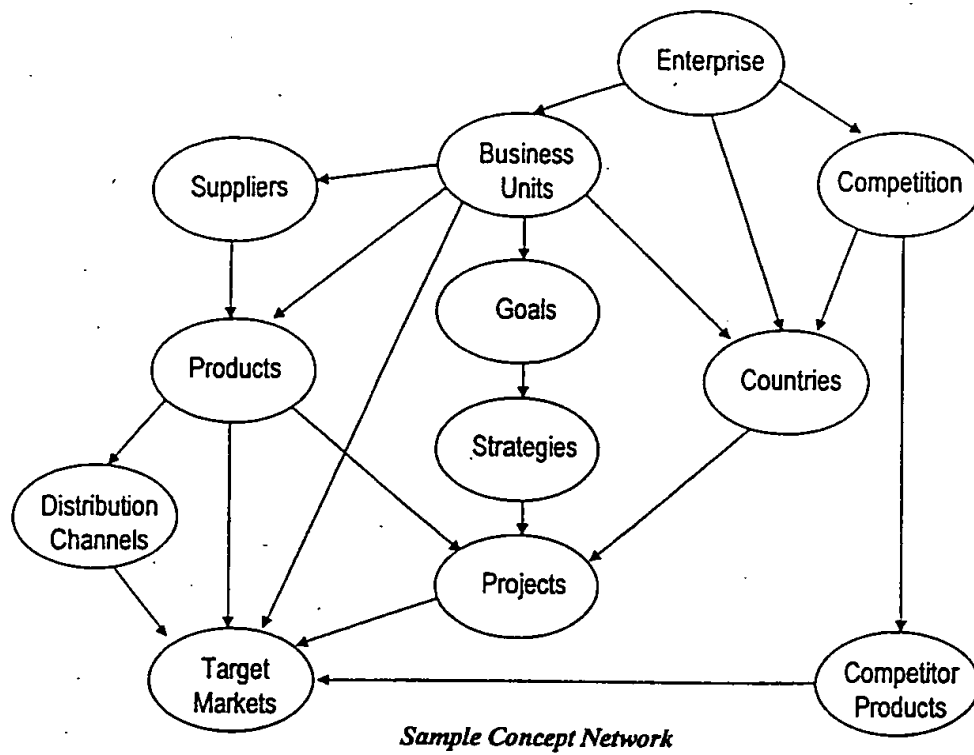 Enterprise
Business
Units
Suppliers
Competition
Goals
Products
Countries
Strategies
Distribution
Channels
Projects
Target
Markets
Competitor
Products
Sample Concept Network